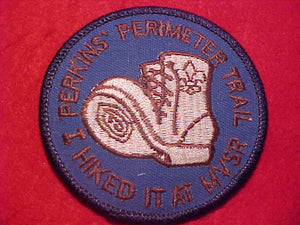 PERKINS' PERIMETER TRAIL
I HIKED IT AT MVSR